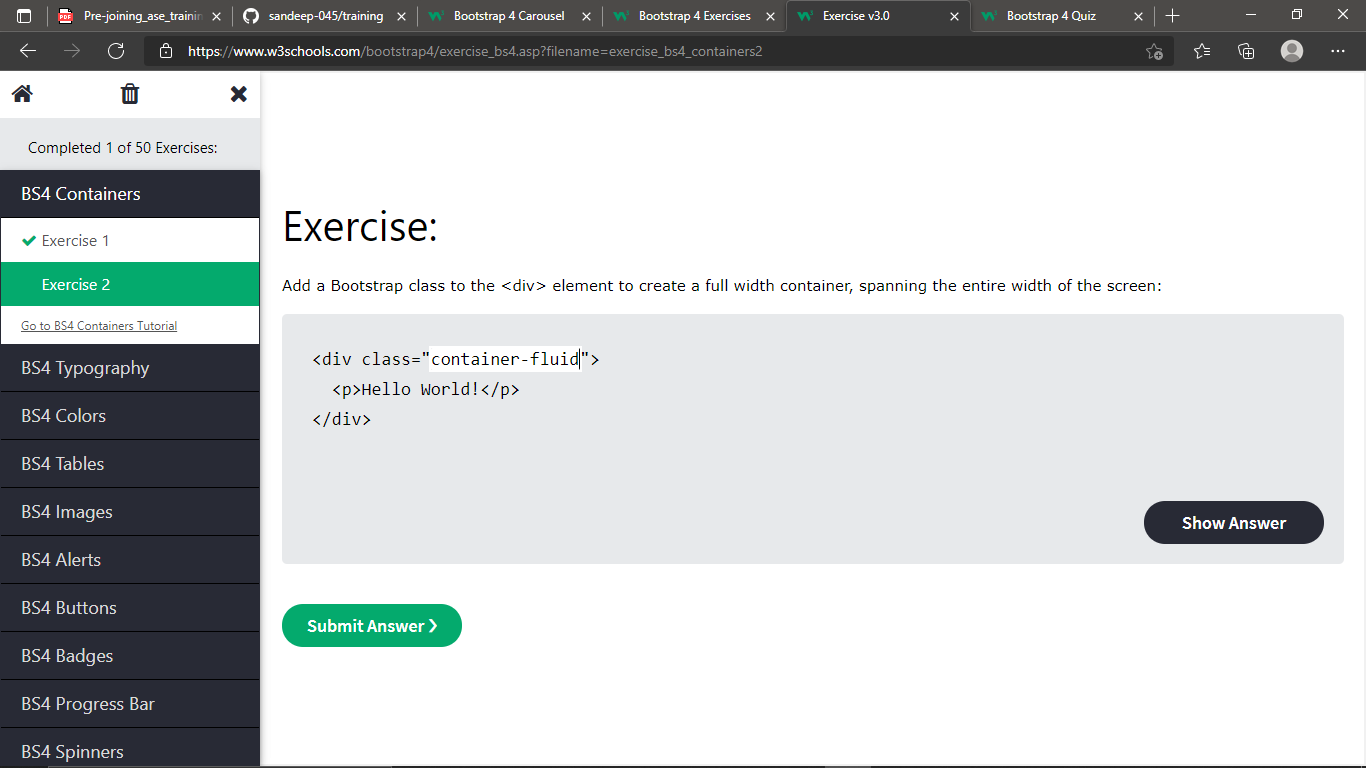 Pre-joining_ase_trainin
sandeep-045/training
Bootstrap 4 Carousel
Bootstrap 4 Exercises
Exercise v3.0
Bootstrap 4 Quiz
https://www.w3schools.com/bootstrap4/exercise_bs4.asp?filename=exercise_bs4_containers2
Completed 1 of 50 Exercises:
BS4 Containers
Exercise 1
Exercise 2
Go to BS4 Containers Tutorial
BS4 Typography
BS4 Colors
BS4 Tables
BS4 Images
BS4 Alerts
BS4 Buttons
BS4 Badges
BS4 Progress Bar
BS4 Spinners
Exercise:
Add a Bootstrap class to the <div> element to create a full width container, spanning the entire width of the screen:
<div class="container-fluid">
<p>Hello World!</p>
</div>
Show Answer
Submit Answer ❯